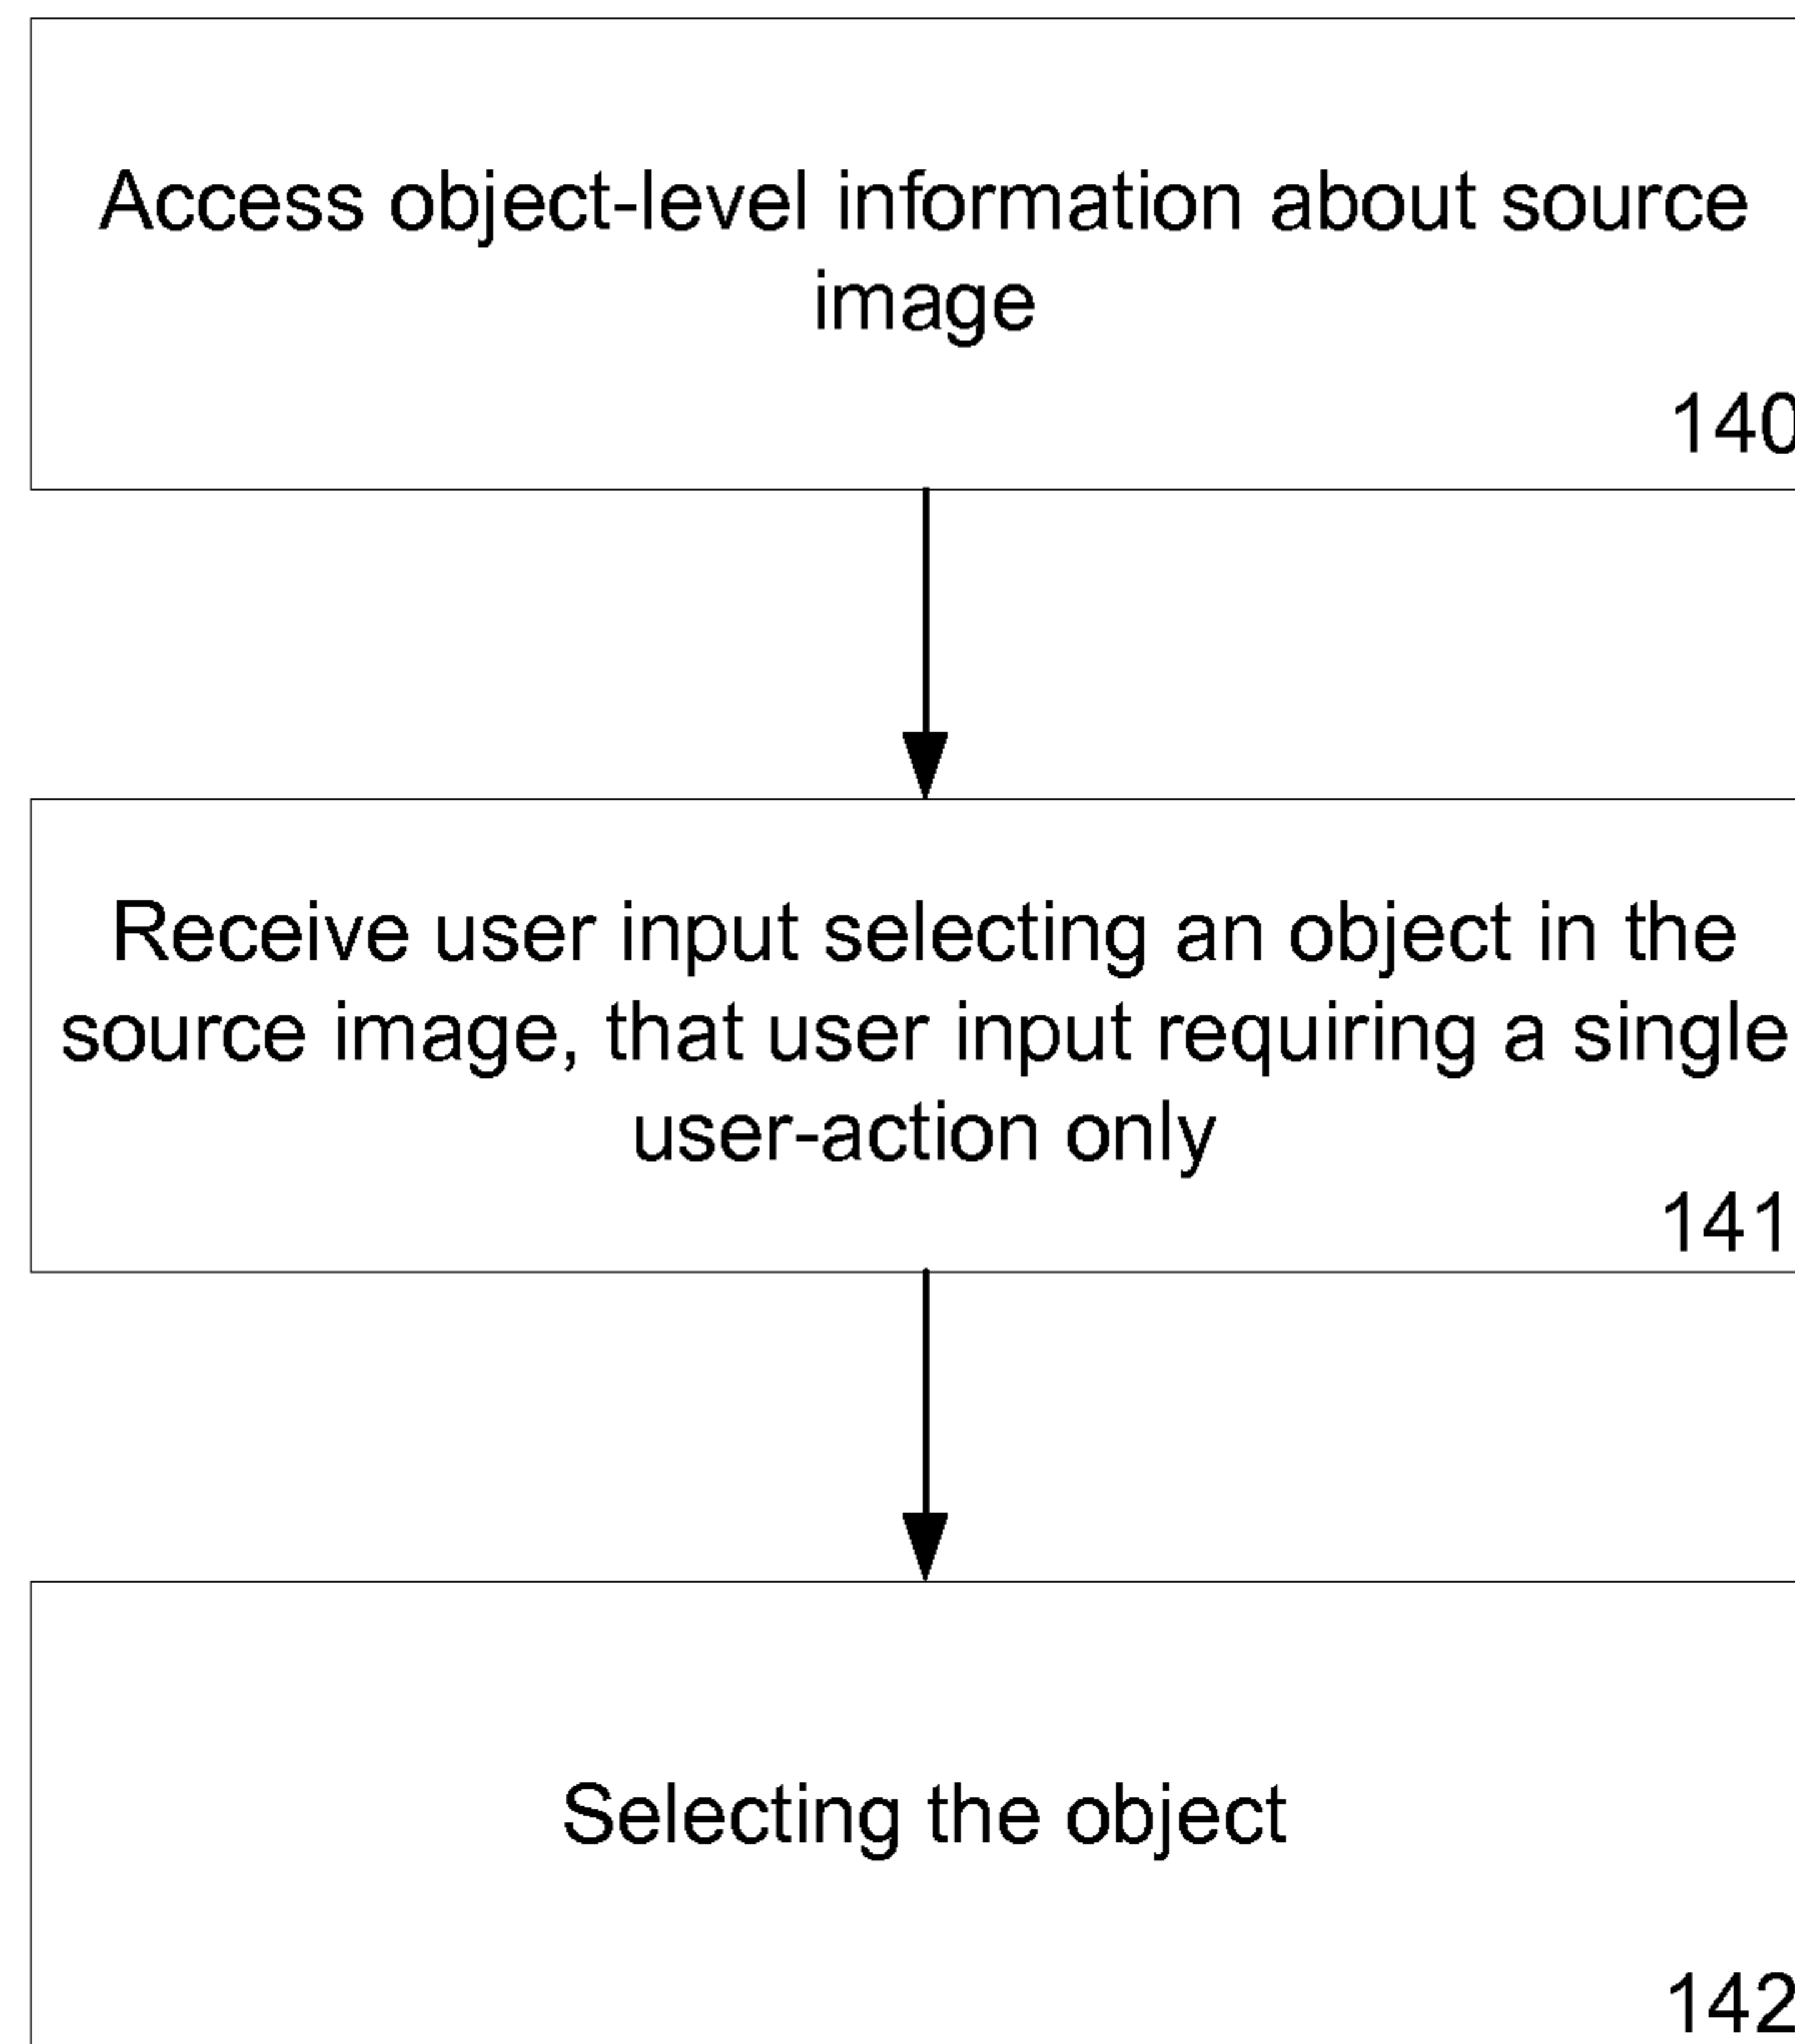 Access object-level information about source
image
140
Receive user input selecting an object in the
source image, that user input requiring a single
user-action only
141
Selecting the object
142